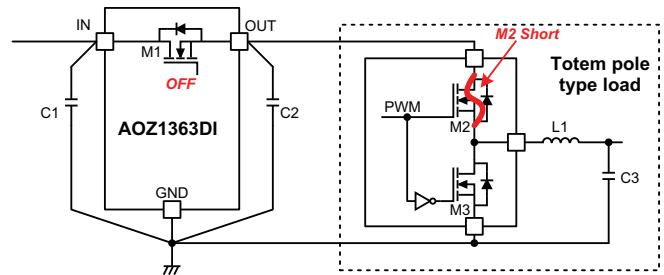 IN
OUT
M1
OFF
C1
C2
AOZ1363DI
GND
M2 Short
Totem pole
type load
PWM
M2
L1
C3
M3